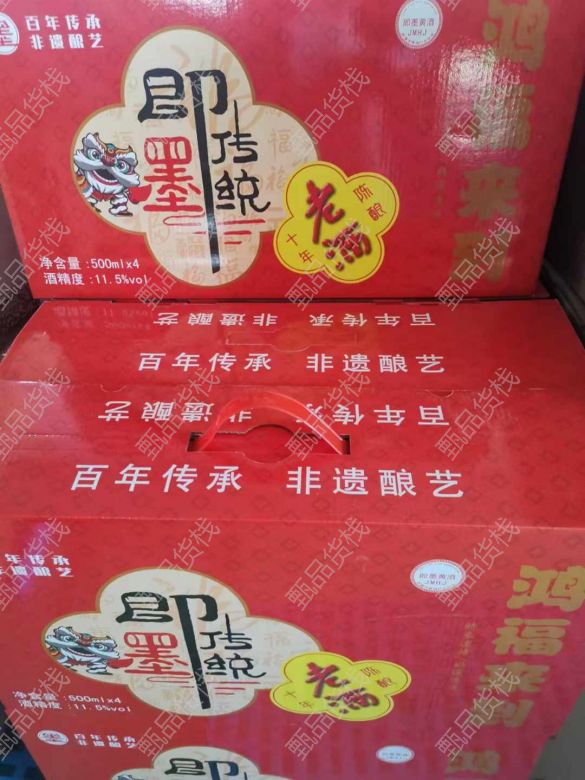 百年传承
非遗酿艺
即墨黄酒
JMHJ
鸿福来到
即墨
传统
十年
陈酿
老酒
净含量:500ml×4
酒精度:11.5%vol
百年传承 非遗酿艺
百年传承 非遗酿艺
百年传承 非遗酿艺
百年传承 非遗酿艺
百年传承
非遗酿艺
即墨黄酒
JMHJ
鸿福来到
即墨
传统
十年
陈酿
老酒
净含量:500ml×4
酒精度:11.5%vol
百年传承
非遗酿艺
鸿
甄品货栈